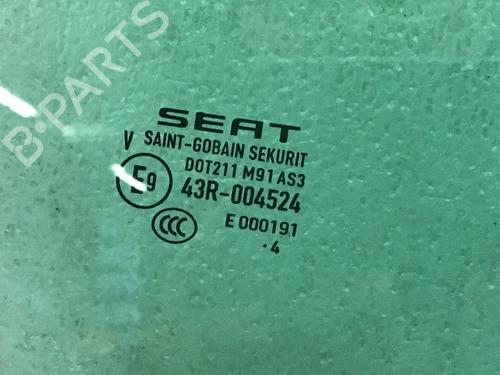 B-PARTS
SEAT
V SAINT-GOBAIN SEKURIT
DOT211 M91 AS3
E9 43R-004524
CCC E 000191
.4